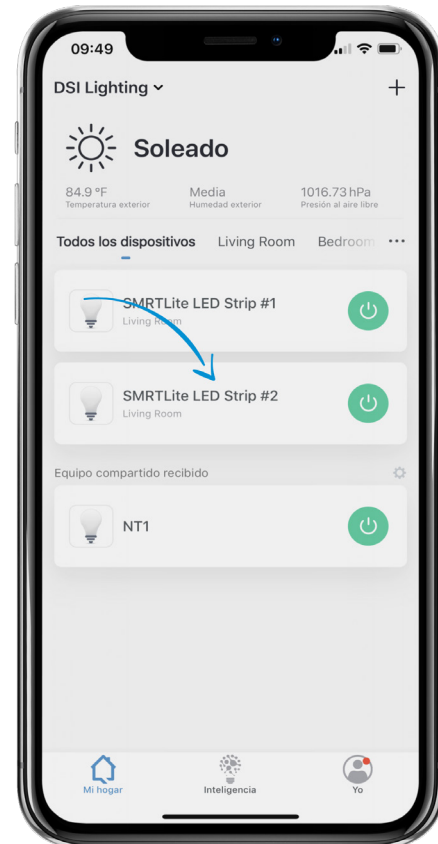 09:49
DSI Lighting
Soleado
84.9 °F Media 1016.73 hPa
Temperatura exterior Humedad exterior Presión al aire libre
Todos los dispositivos Living Room Bedroom ...
SMRTLite LED Strip #1
Living Room
SMRTLite LED Strip #2
Living Room
Equipo compartido recibido
NT1
Mi hogar Inteligencia Yo